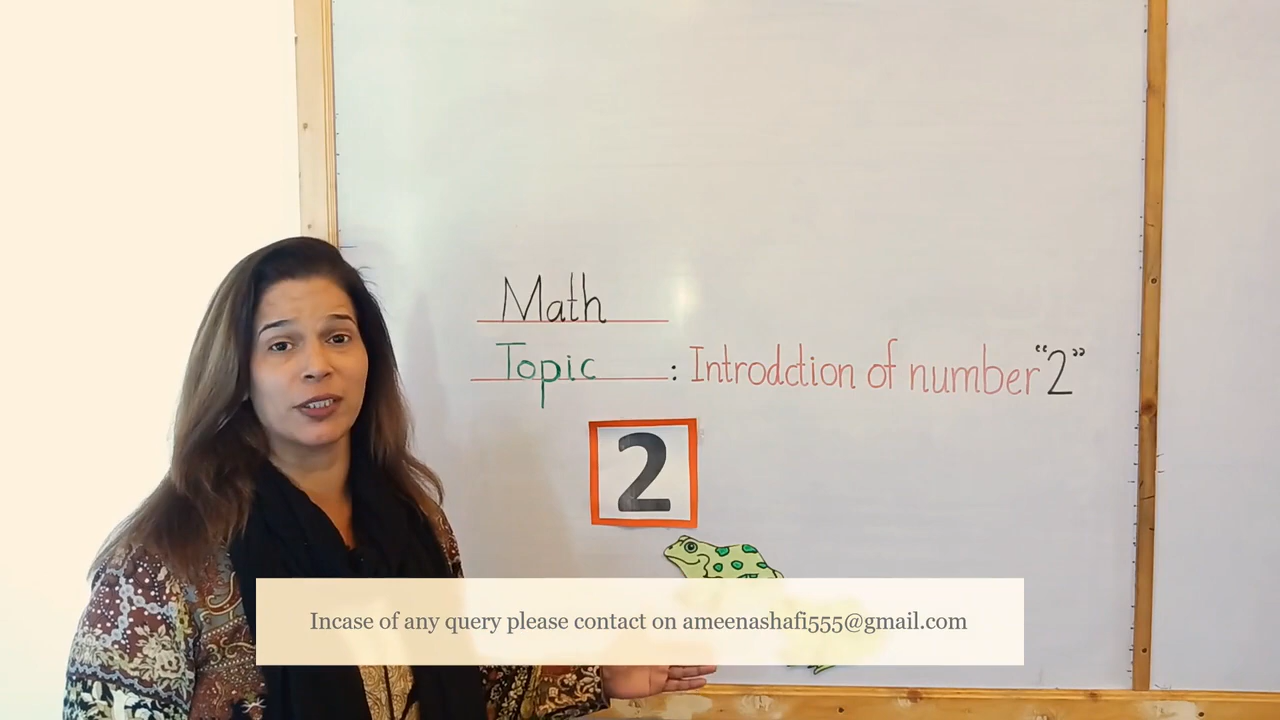 Math
Topic : Introdction of number "2"
2
Incase of any query please contact on ameenashafi555@gmail.com